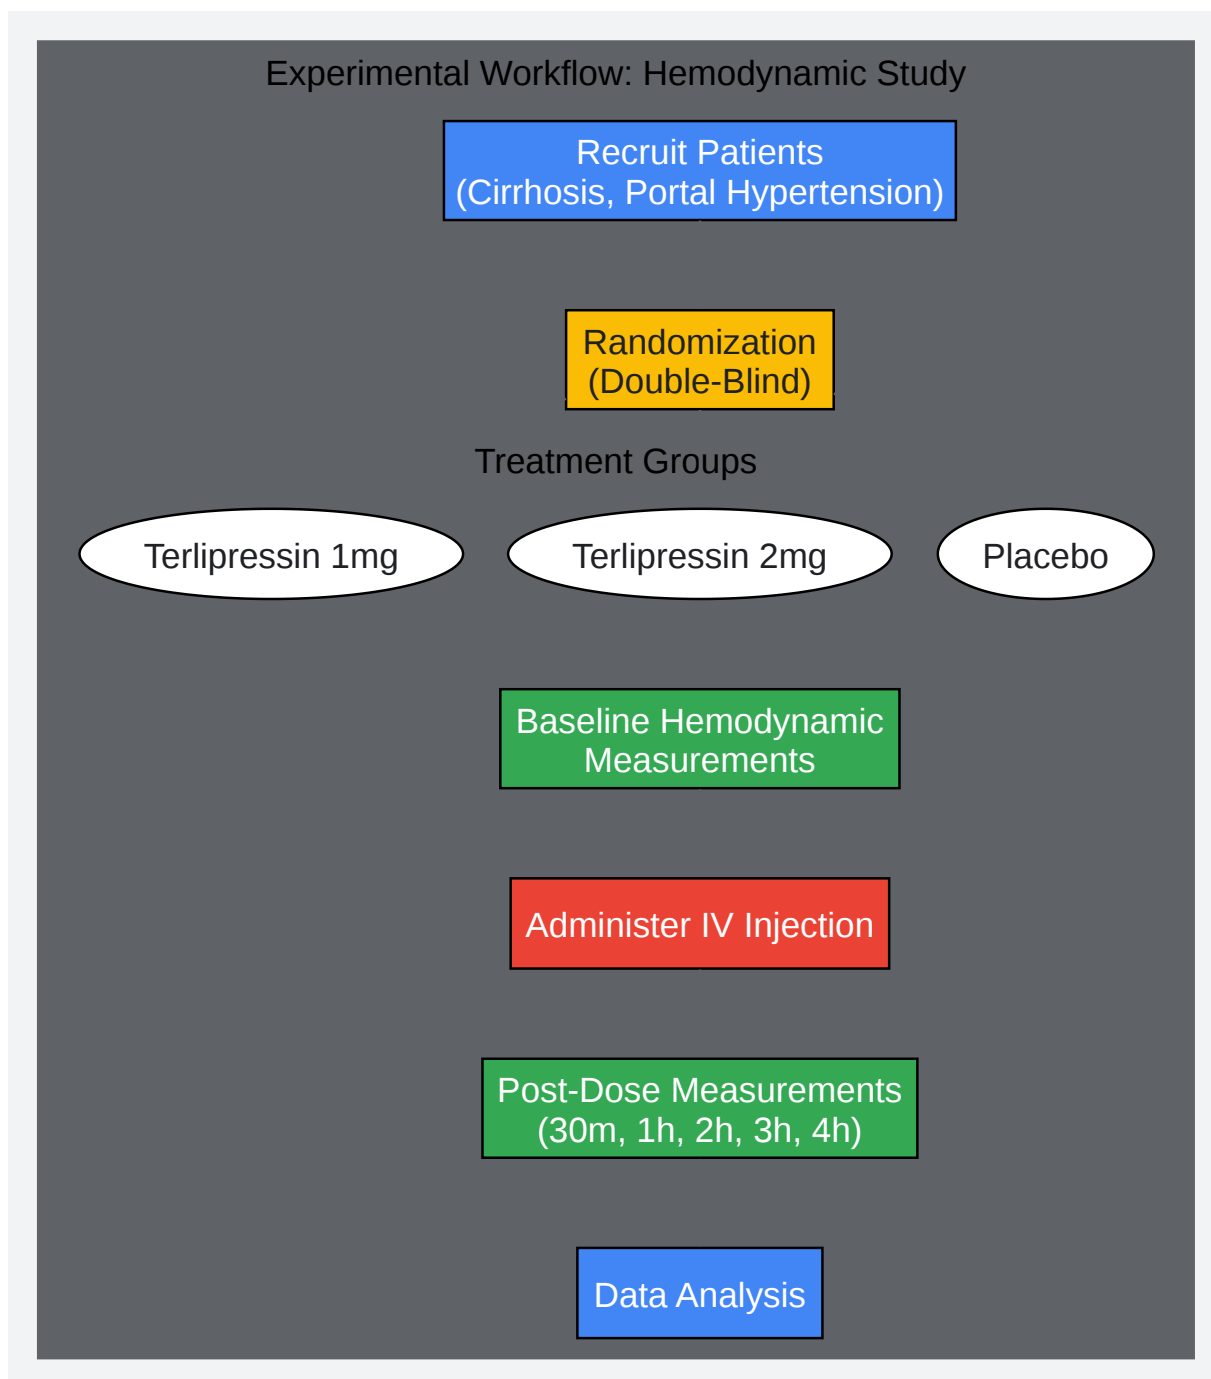 Experimental Workflow: Hemodynamic Study
Recruit Patients
(Cirrhosis, Portal Hypertension)
Randomization
(Double-Blind)
Treatment Groups
Terlipressin 1mg
Terlipressin 2mg
Placebo
Baseline Hemodynamic
Measurements
Administer IV Injection
Post-Dose Measurements
(30m, 1h, 2h, 3h, 4h)
Data Analysis